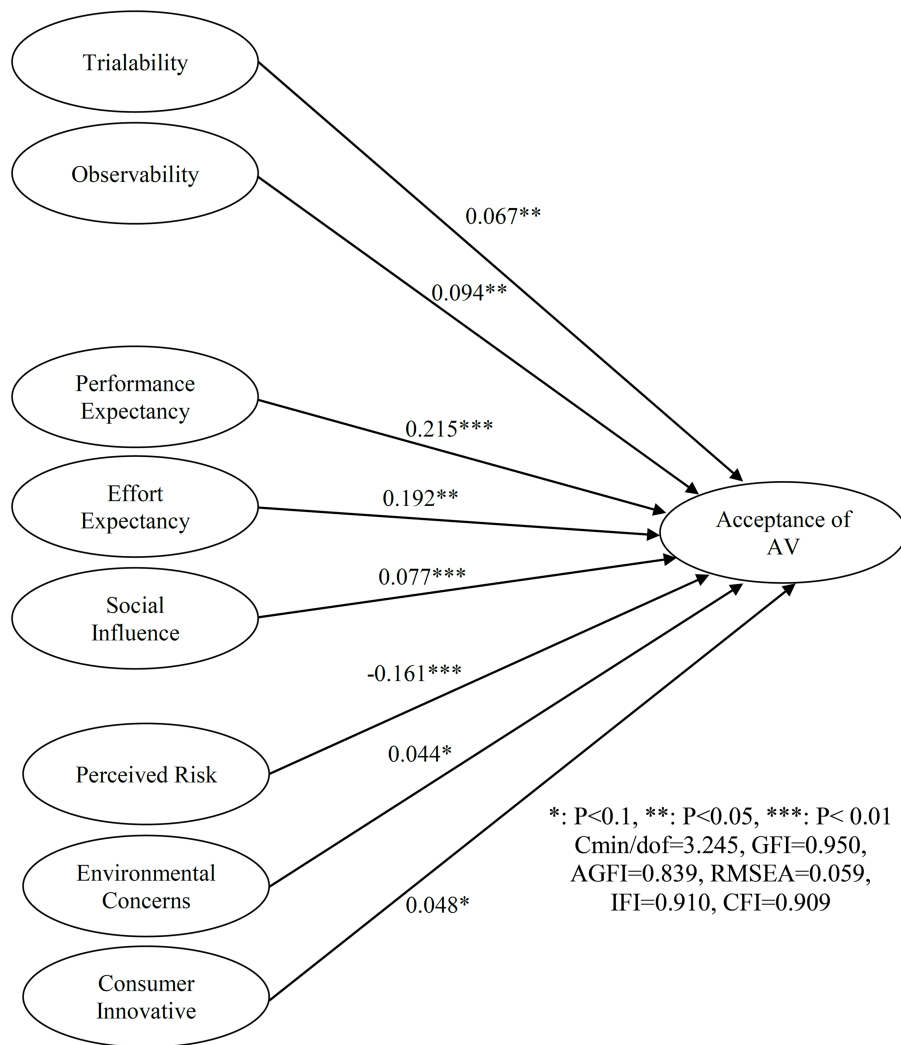 Trialability
Observability
0.067**
0.094**
Performance
Expectancy
0.215***
Effort
Expectancy
0.192**
Acceptance of
AV
Social
Influence
0.077***
-0.161***
Perceived Risk
0.044*
*: P<0.1, **: P<0.05, ***: P< 0.01
Cmin/dof=3.245, GFI=0.950,
AGFI=0.839, RMSEA=0.059,
IFI=0.910, CFI=0.909
Environmental
Concerns
0.048*
Consumer
Innovative